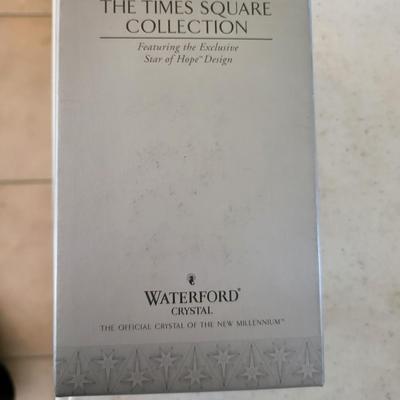 THE TIMES SQUARE
COLLECTION
Featuring the Exclusive
Star of Hope™ Design
WATERFORD®
CRYSTAL
THE OFFICIAL CRYSTAL OF THE NEW MILLENNIUM™